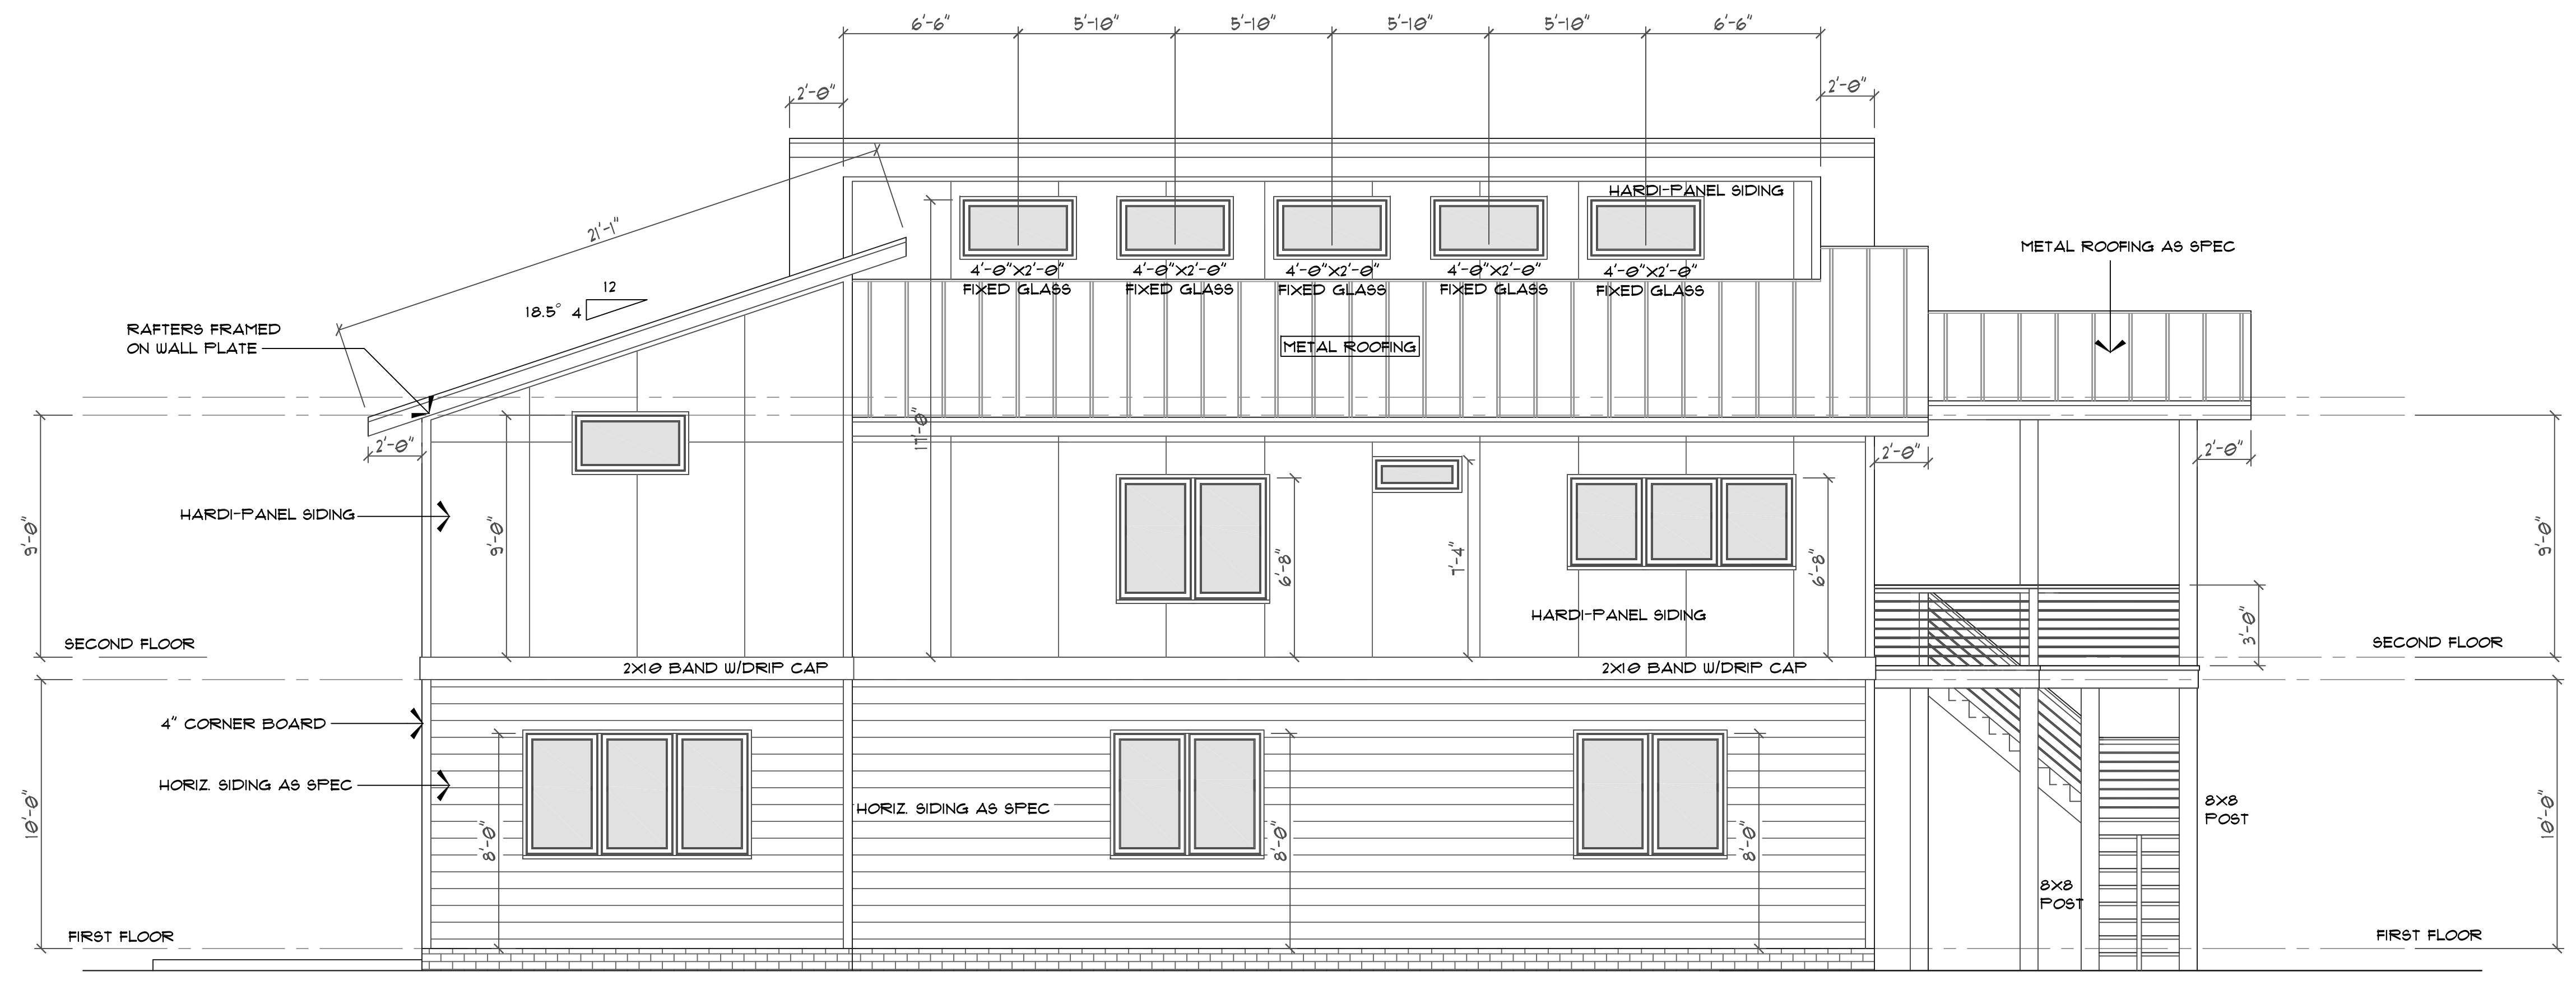 6'-6" 5'-10" 5'-10" 5'-10" 5'-10" 6'-6"
2'-0" 2'-0"
HARDI-PANEL SIDING
21'-1"
METAL ROOFING AS SPEC
4'-0"X2'-0" 4'-0"X2'-0" 4'-0"X2'-0" 4'-0"X2'-0" 4'-0"X2'-0"
FIXED GLASS FIXED GLASS FIXED GLASS FIXED GLASS FIXED GLASS
12
18.5° 4
RAFTERS FRAMED
ON WALL PLATE
METAL ROOFING
17'-0"
2'-0" 2'-0" 2'-0"
HARDI-PANEL SIDING
9'-0" 9'-0" 6'-8" 7'-4" 6'-8" 9'-0"
HARDI-PANEL SIDING
3'-0"
SECOND FLOOR SECOND FLOOR
2X10 BAND W/DRIP CAP 2X10 BAND W/DRIP CAP
4" CORNER BOARD
HORIZ. SIDING AS SPEC
HORIZ. SIDING AS SPEC
10'-0" 8'-0" 8'-0" 8'-0" 10'-0"
8X8
POST
8X8
POST
FIRST FLOOR FIRST FLOOR